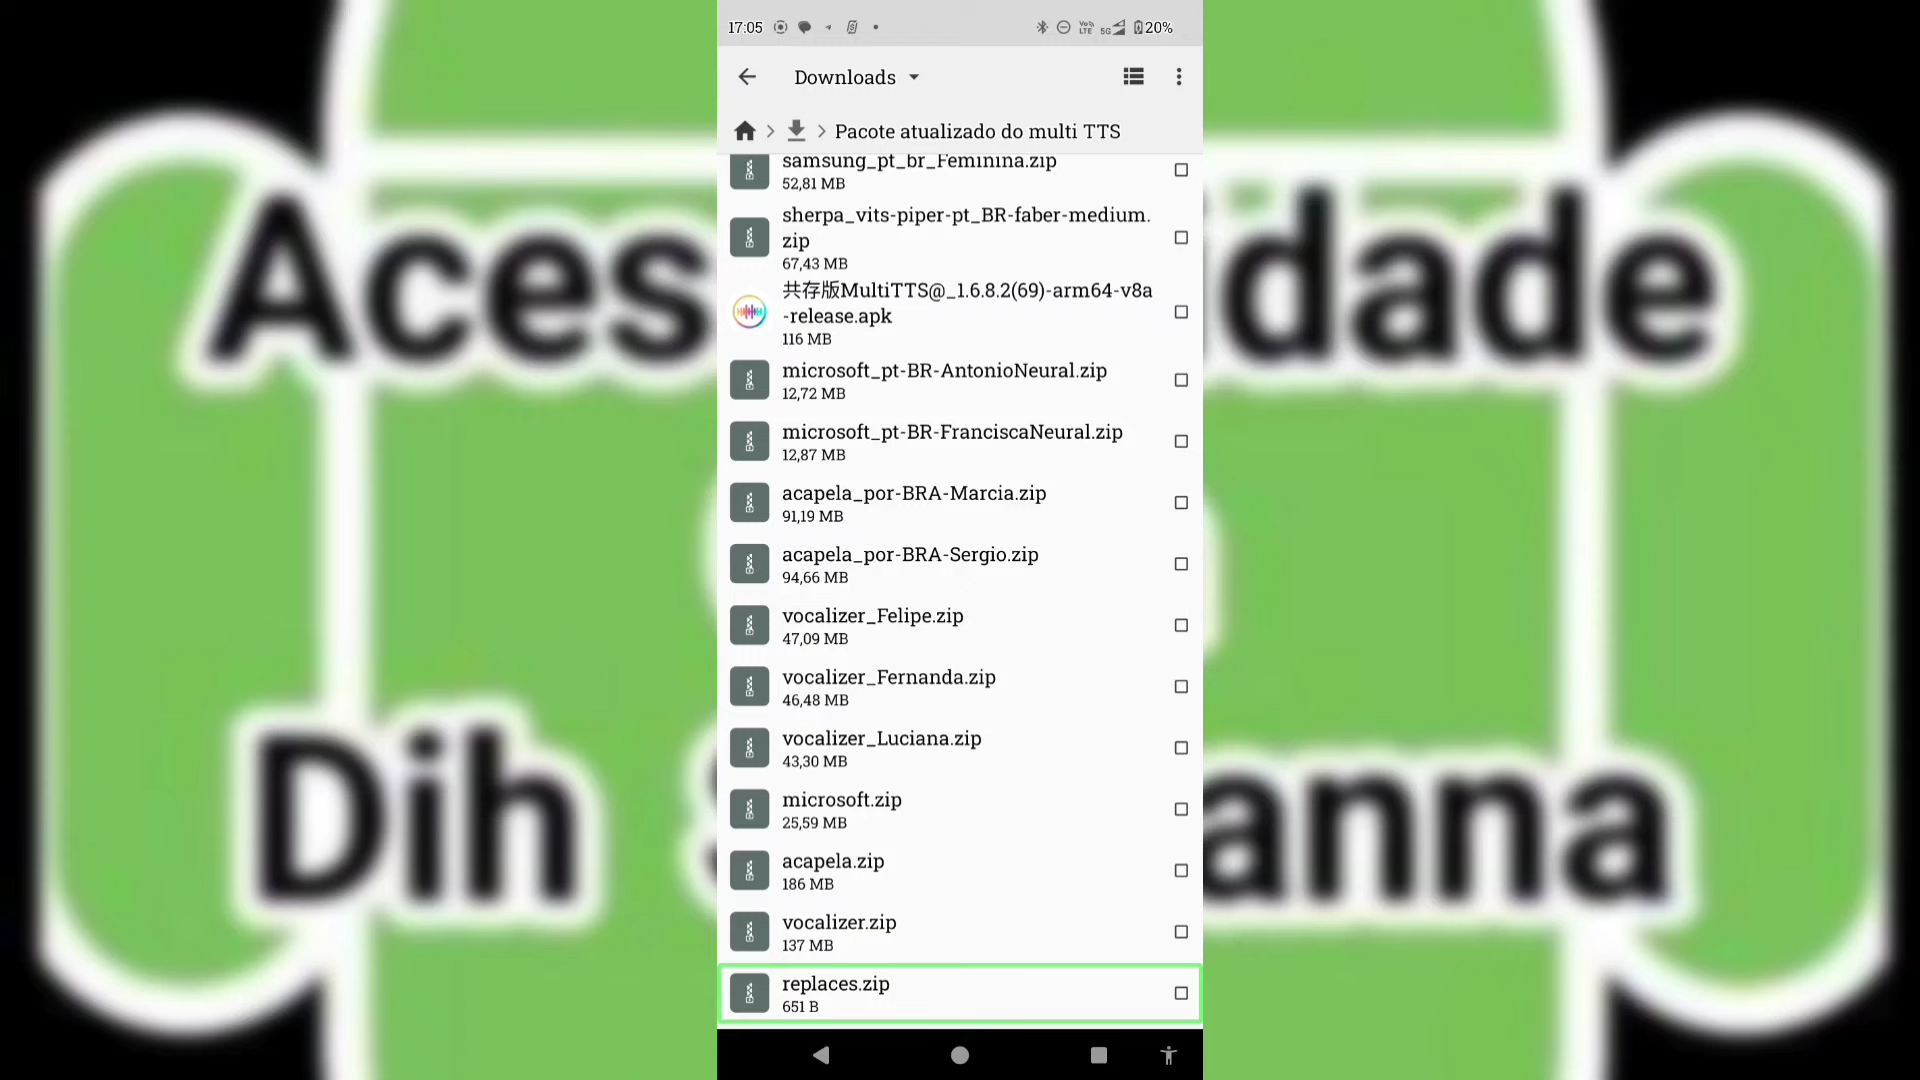 17:05
VoLTE 5G 20%
Downloads
Pacote atualizado do multi TTS
samsung_pt_br_Feminina.zip
52,81 MB
sherpa_vits-piper-pt_BR-faber-medium.
zip
67,43 MB
共存版MultiTTS@_1.6.8.2(69)-arm64-v8a
-release.apk
116 MB
microsoft_pt-BR-AntonioNeural.zip
12,72 MB
microsoft_pt-BR-FranciscaNeural.zip
12,87 MB
acapela_por-BRA-Marcia.zip
91,19 MB
acapela_por-BRA-Sergio.zip
94,66 MB
vocalizer_Felipe.zip
47,09 MB
vocalizer_Fernanda.zip
46,48 MB
vocalizer_Luciana.zip
43,30 MB
microsoft.zip
25,59 MB
acapela.zip
186 MB
vocalizer.zip
137 MB
replaces.zip
651 B
Aces idade
Dih anna